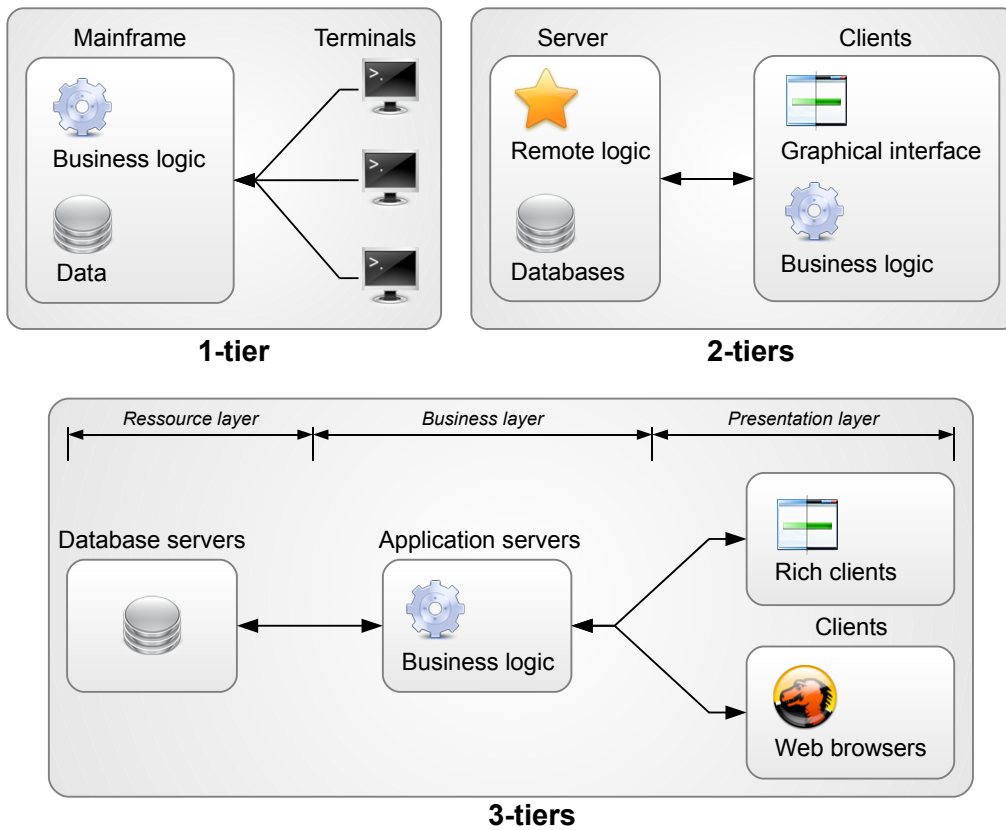 Mainframe
Terminals
Business logic
Data
>.
>.
>.
1-tier
Server
Clients
Remote logic
Graphical interface
Databases
Business logic
2-tiers
Ressource layer
Business layer
Presentation layer
Database servers
Application servers
Business logic
Rich clients
Clients
Web browsers
3-tiers